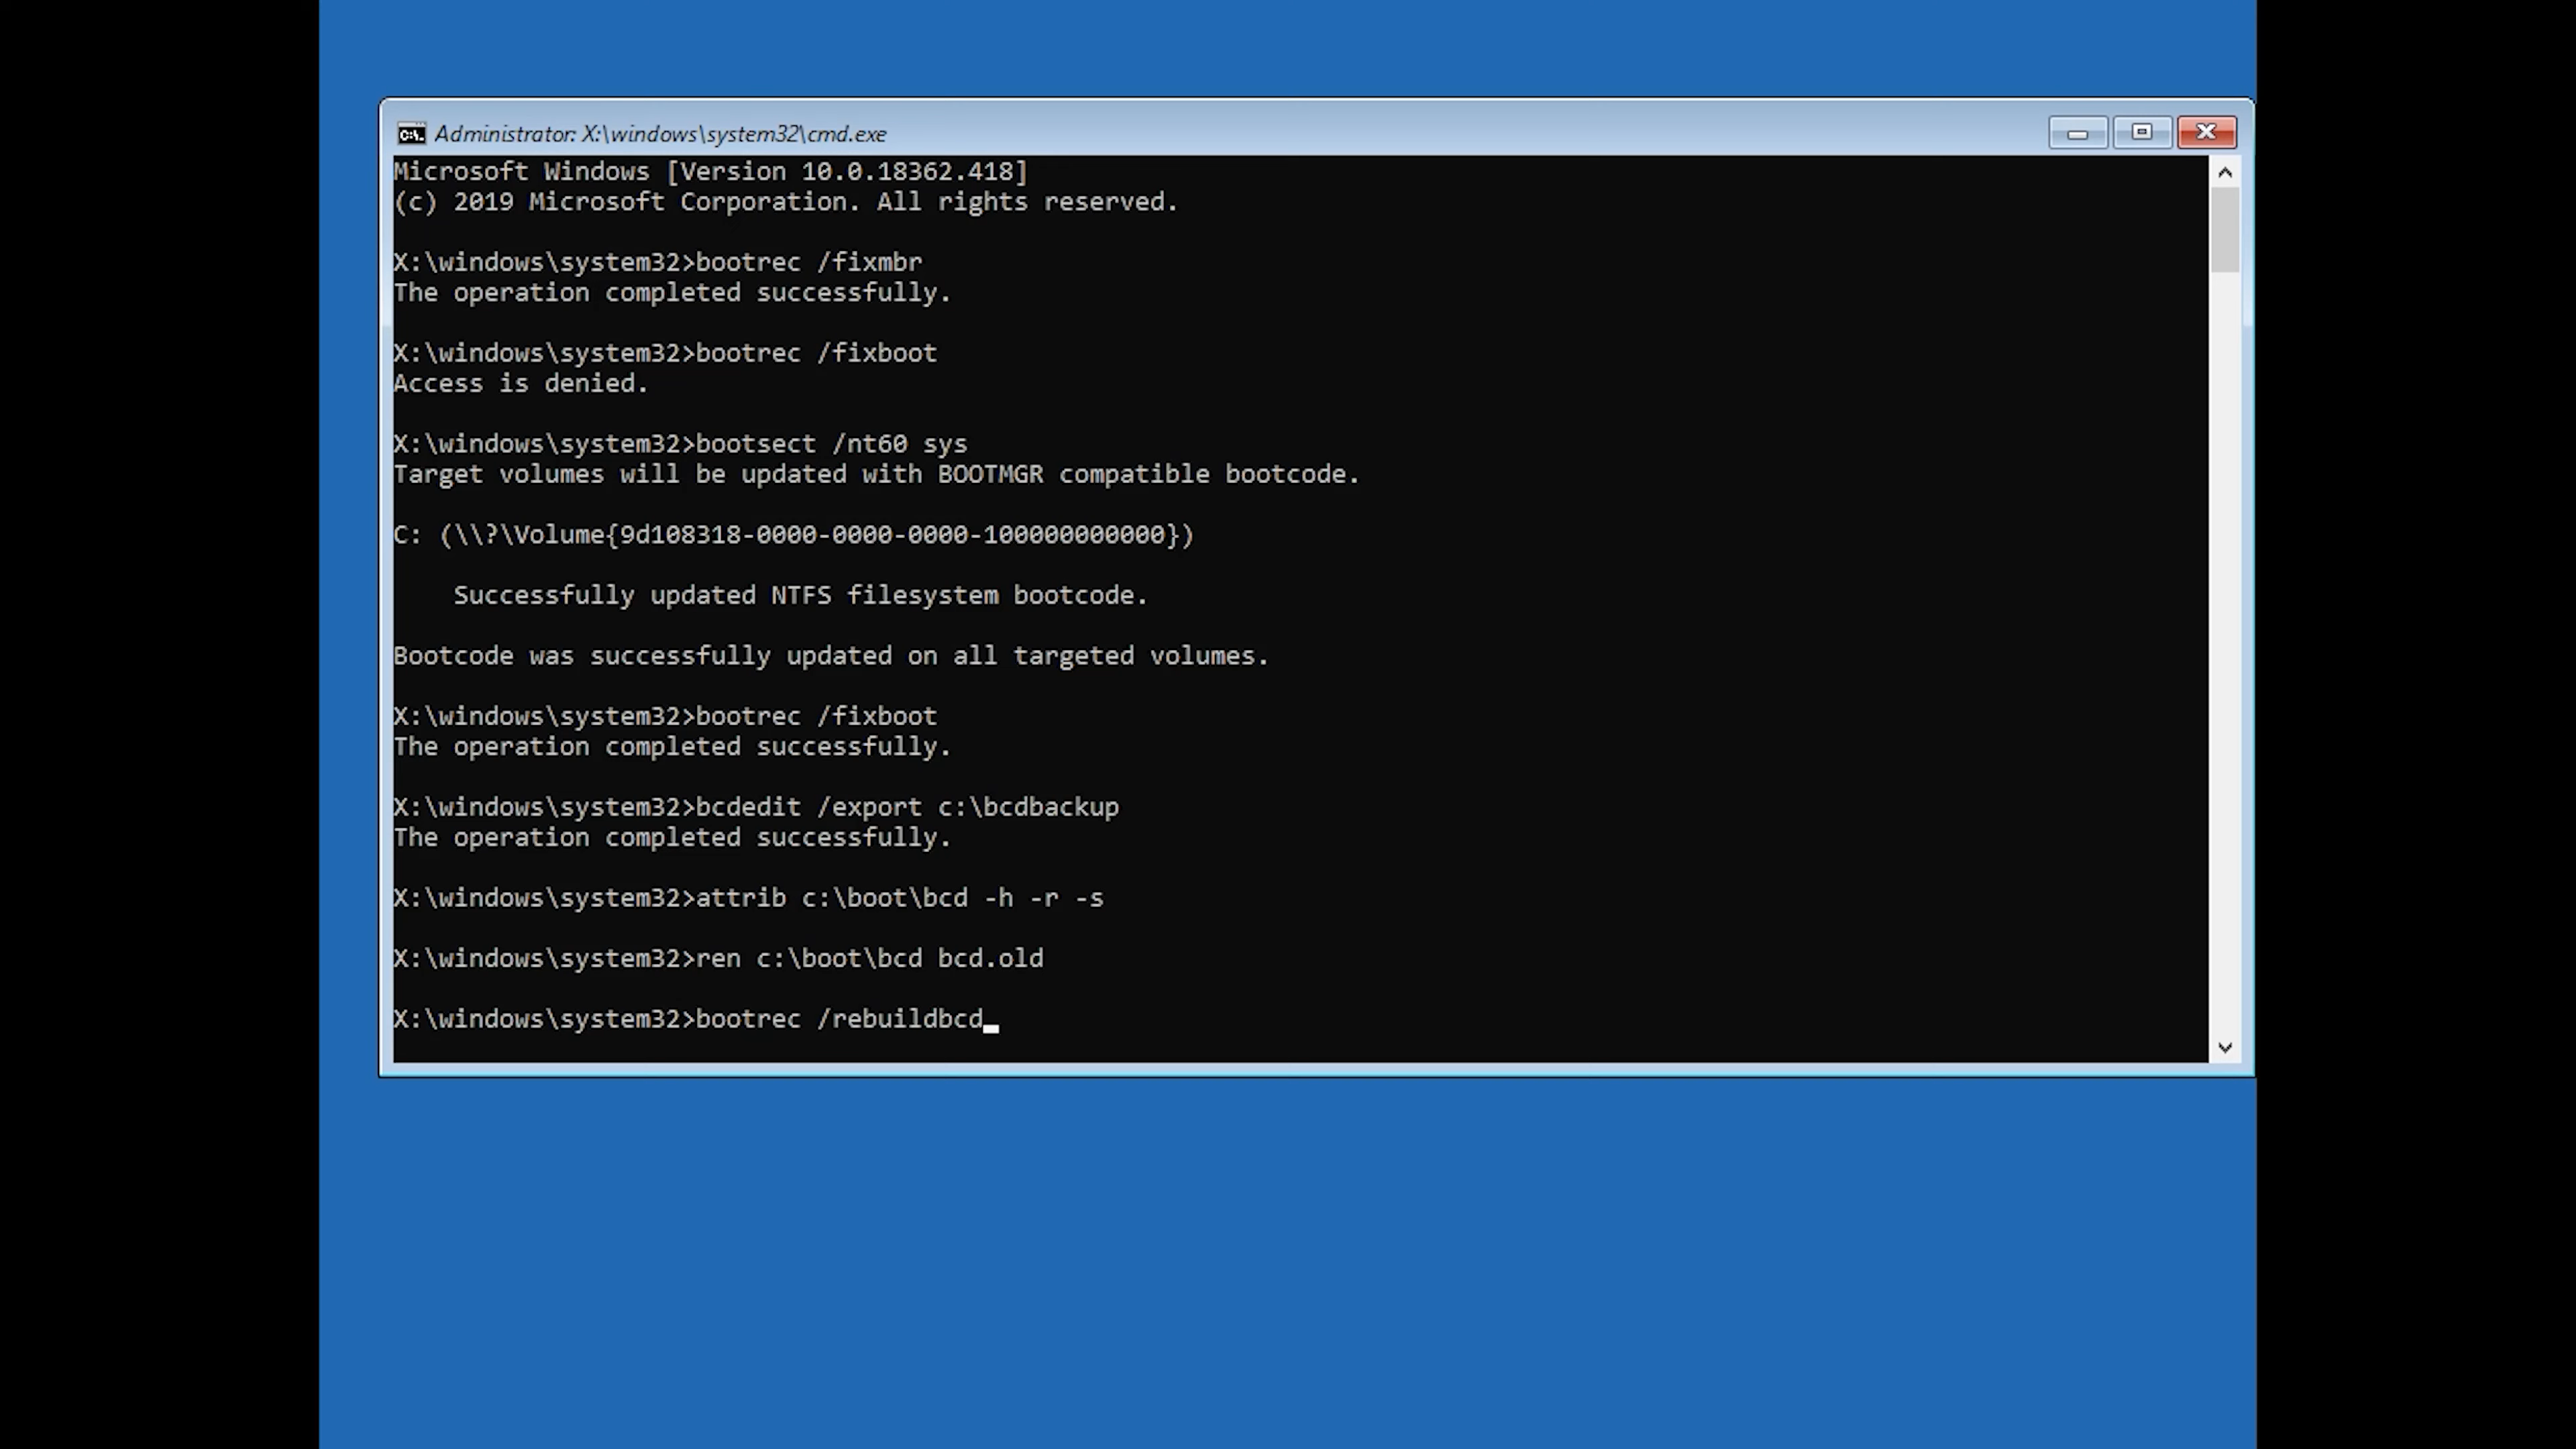 Administrator: X:\windows\system32\cmd.exe
Microsoft Windows [Version 10.0.18362.418]
(c) 2019 Microsoft Corporation. All rights reserved.
X:\windows\system32>bootrec /fixmbr
The operation completed successfully.
X:\windows\system32>bootrec /fixboot
Access is denied.
X:\windows\system32>bootsect /nt60 sys
Target volumes will be updated with BOOTMGR compatible bootcode.
C: (\\?\Volume{9d108318-0000-0000-0000-100000000000})
Successfully updated NTFS filesystem bootcode.
Bootcode was successfully updated on all targeted volumes.
X:\windows\system32>bootrec /fixboot
The operation completed successfully.
X:\windows\system32>bcdedit /export c:\bcdbackup
The operation completed successfully.
X:\windows\system32>attrib c:\boot\bcd -h -r -s
X:\windows\system32>ren c:\boot\bcd bcd.old
X:\windows\system32>bootrec /rebuildbcd